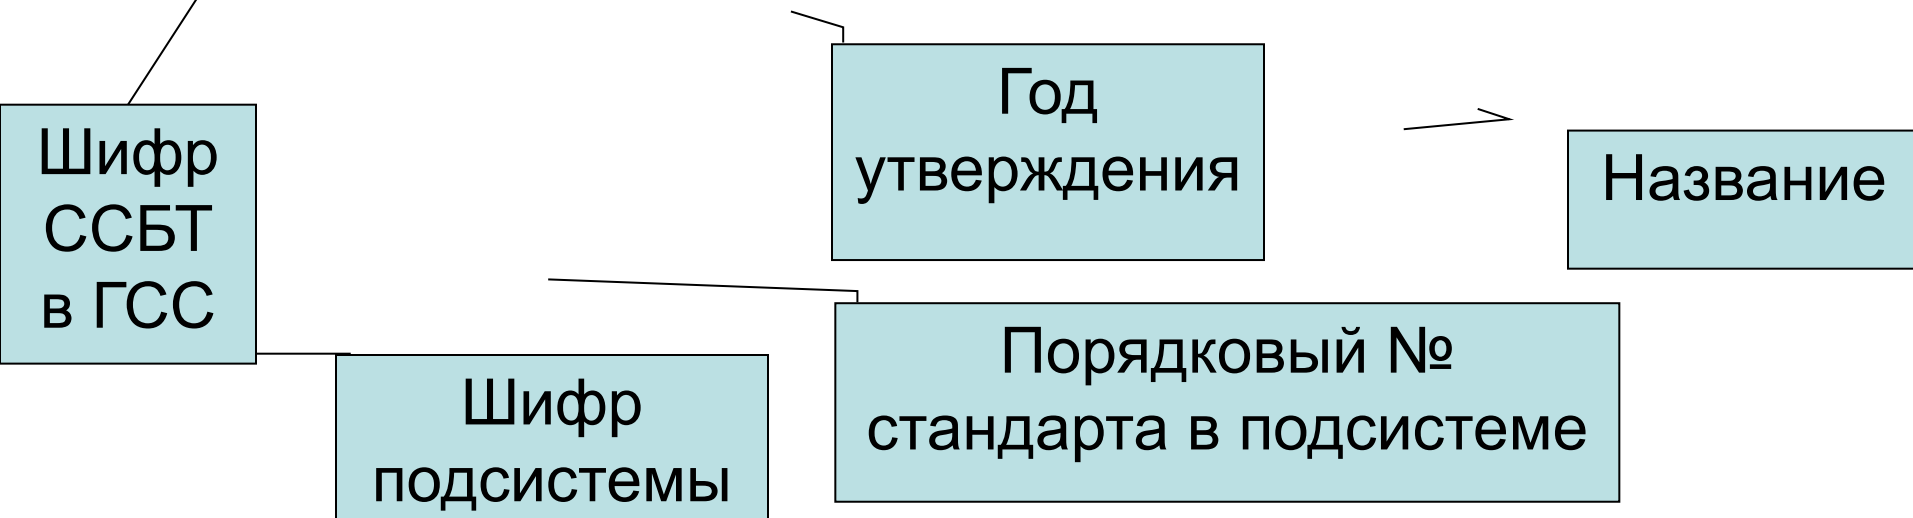 Шифр
ССБТ
в ГСС
Год
утверждения
Название
Шифр
подсистемы
Порядковый №
стандарта в подсистеме